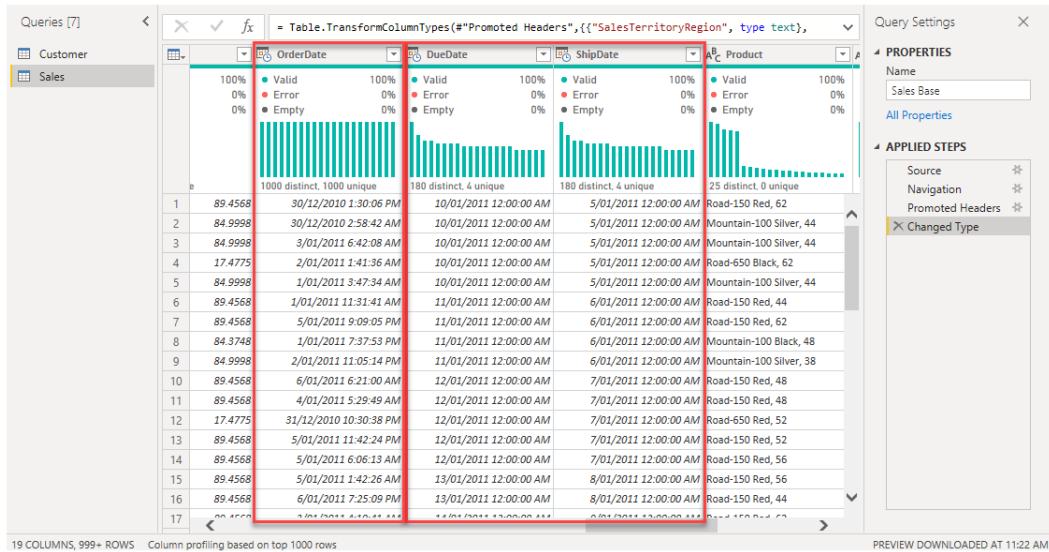 Queries [7]
Customer
Sales
fx
= Table.TransformColumnTypes(#"Promoted Headers",{{"SalesTerritoryRegion", type text},
OrderDate DueDate ShipDate ABC Product
100% Valid 100% Valid 100% Valid 100% Valid 100%
0% Error 0% Error 0% Error 0% Error 0%
0% Empty 0% Empty 0% Empty 0% Empty 0%
1000 distinct, 1000 unique 180 distinct, 4 unique 180 distinct, 4 unique 25 distinct, 0 unique
1 89.4568 30/12/2010 1:30:06 PM 10/01/2011 12:00:00 AM 5/01/2011 12:00:00 AM Road-150 Red, 62
2 84.9998 30/12/2010 2:58:42 AM 10/01/2011 12:00:00 AM 5/01/2011 12:00:00 AM Mountain-100 Silver, 44
3 84.9998 3/01/2011 6:42:08 AM 10/01/2011 12:00:00 AM 5/01/2011 12:00:00 AM Mountain-100 Silver, 44
4 17.4775 2/01/2011 1:41:36 AM 10/01/2011 12:00:00 AM 5/01/2011 12:00:00 AM Road-650 Black, 62
5 84.9998 1/01/2011 3:47:34 AM 10/01/2011 12:00:00 AM 5/01/2011 12:00:00 AM Mountain-100 Silver, 44
6 89.4568 1/01/2011 11:31:41 AM 11/01/2011 12:00:00 AM 6/01/2011 12:00:00 AM Road-150 Red, 44
7 89.4568 5/01/2011 9:09:05 PM 11/01/2011 12:00:00 AM 6/01/2011 12:00:00 AM Road-150 Red, 62
8 84.3748 1/01/2011 7:37:53 PM 11/01/2011 12:00:00 AM 6/01/2011 12:00:00 AM Mountain-100 Black, 48
9 84.9998 2/01/2011 11:05:14 PM 11/01/2011 12:00:00 AM 6/01/2011 12:00:00 AM Mountain-100 Silver, 38
10 89.4568 6/01/2011 6:21:00 AM 12/01/2011 12:00:00 AM 7/01/2011 12:00:00 AM Road-150 Red, 48
11 89.4568 4/01/2011 5:29:49 AM 12/01/2011 12:00:00 AM 7/01/2011 12:00:00 AM Road-150 Red, 48
12 17.4775 31/12/2010 10:30:38 PM 12/01/2011 12:00:00 AM 7/01/2011 12:00:00 AM Road-650 Red, 52
13 89.4568 5/01/2011 11:42:24 PM 12/01/2011 12:00:00 AM 7/01/2011 12:00:00 AM Road-150 Red, 52
14 89.4568 5/01/2011 6:06:13 AM 12/01/2011 12:00:00 AM 7/01/2011 12:00:00 AM Road-150 Red, 56
15 89.4568 5/01/2011 1:42:26 AM 13/01/2011 12:00:00 AM 8/01/2011 12:00:00 AM Road-150 Red, 56
16 89.4568 6/01/2011 7:25:09 PM 13/01/2011 12:00:00 AM 8/01/2011 12:00:00 AM Road-150 Red, 44
17
Query Settings
PROPERTIES
Name
Sales Base
All Properties
APPLIED STEPS
Source
Navigation
Promoted Headers
Changed Type
19 COLUMNS, 999+ ROWS Column profiling based on top 1000 rows
PREVIEW DOWNLOADED AT 11:22 AM